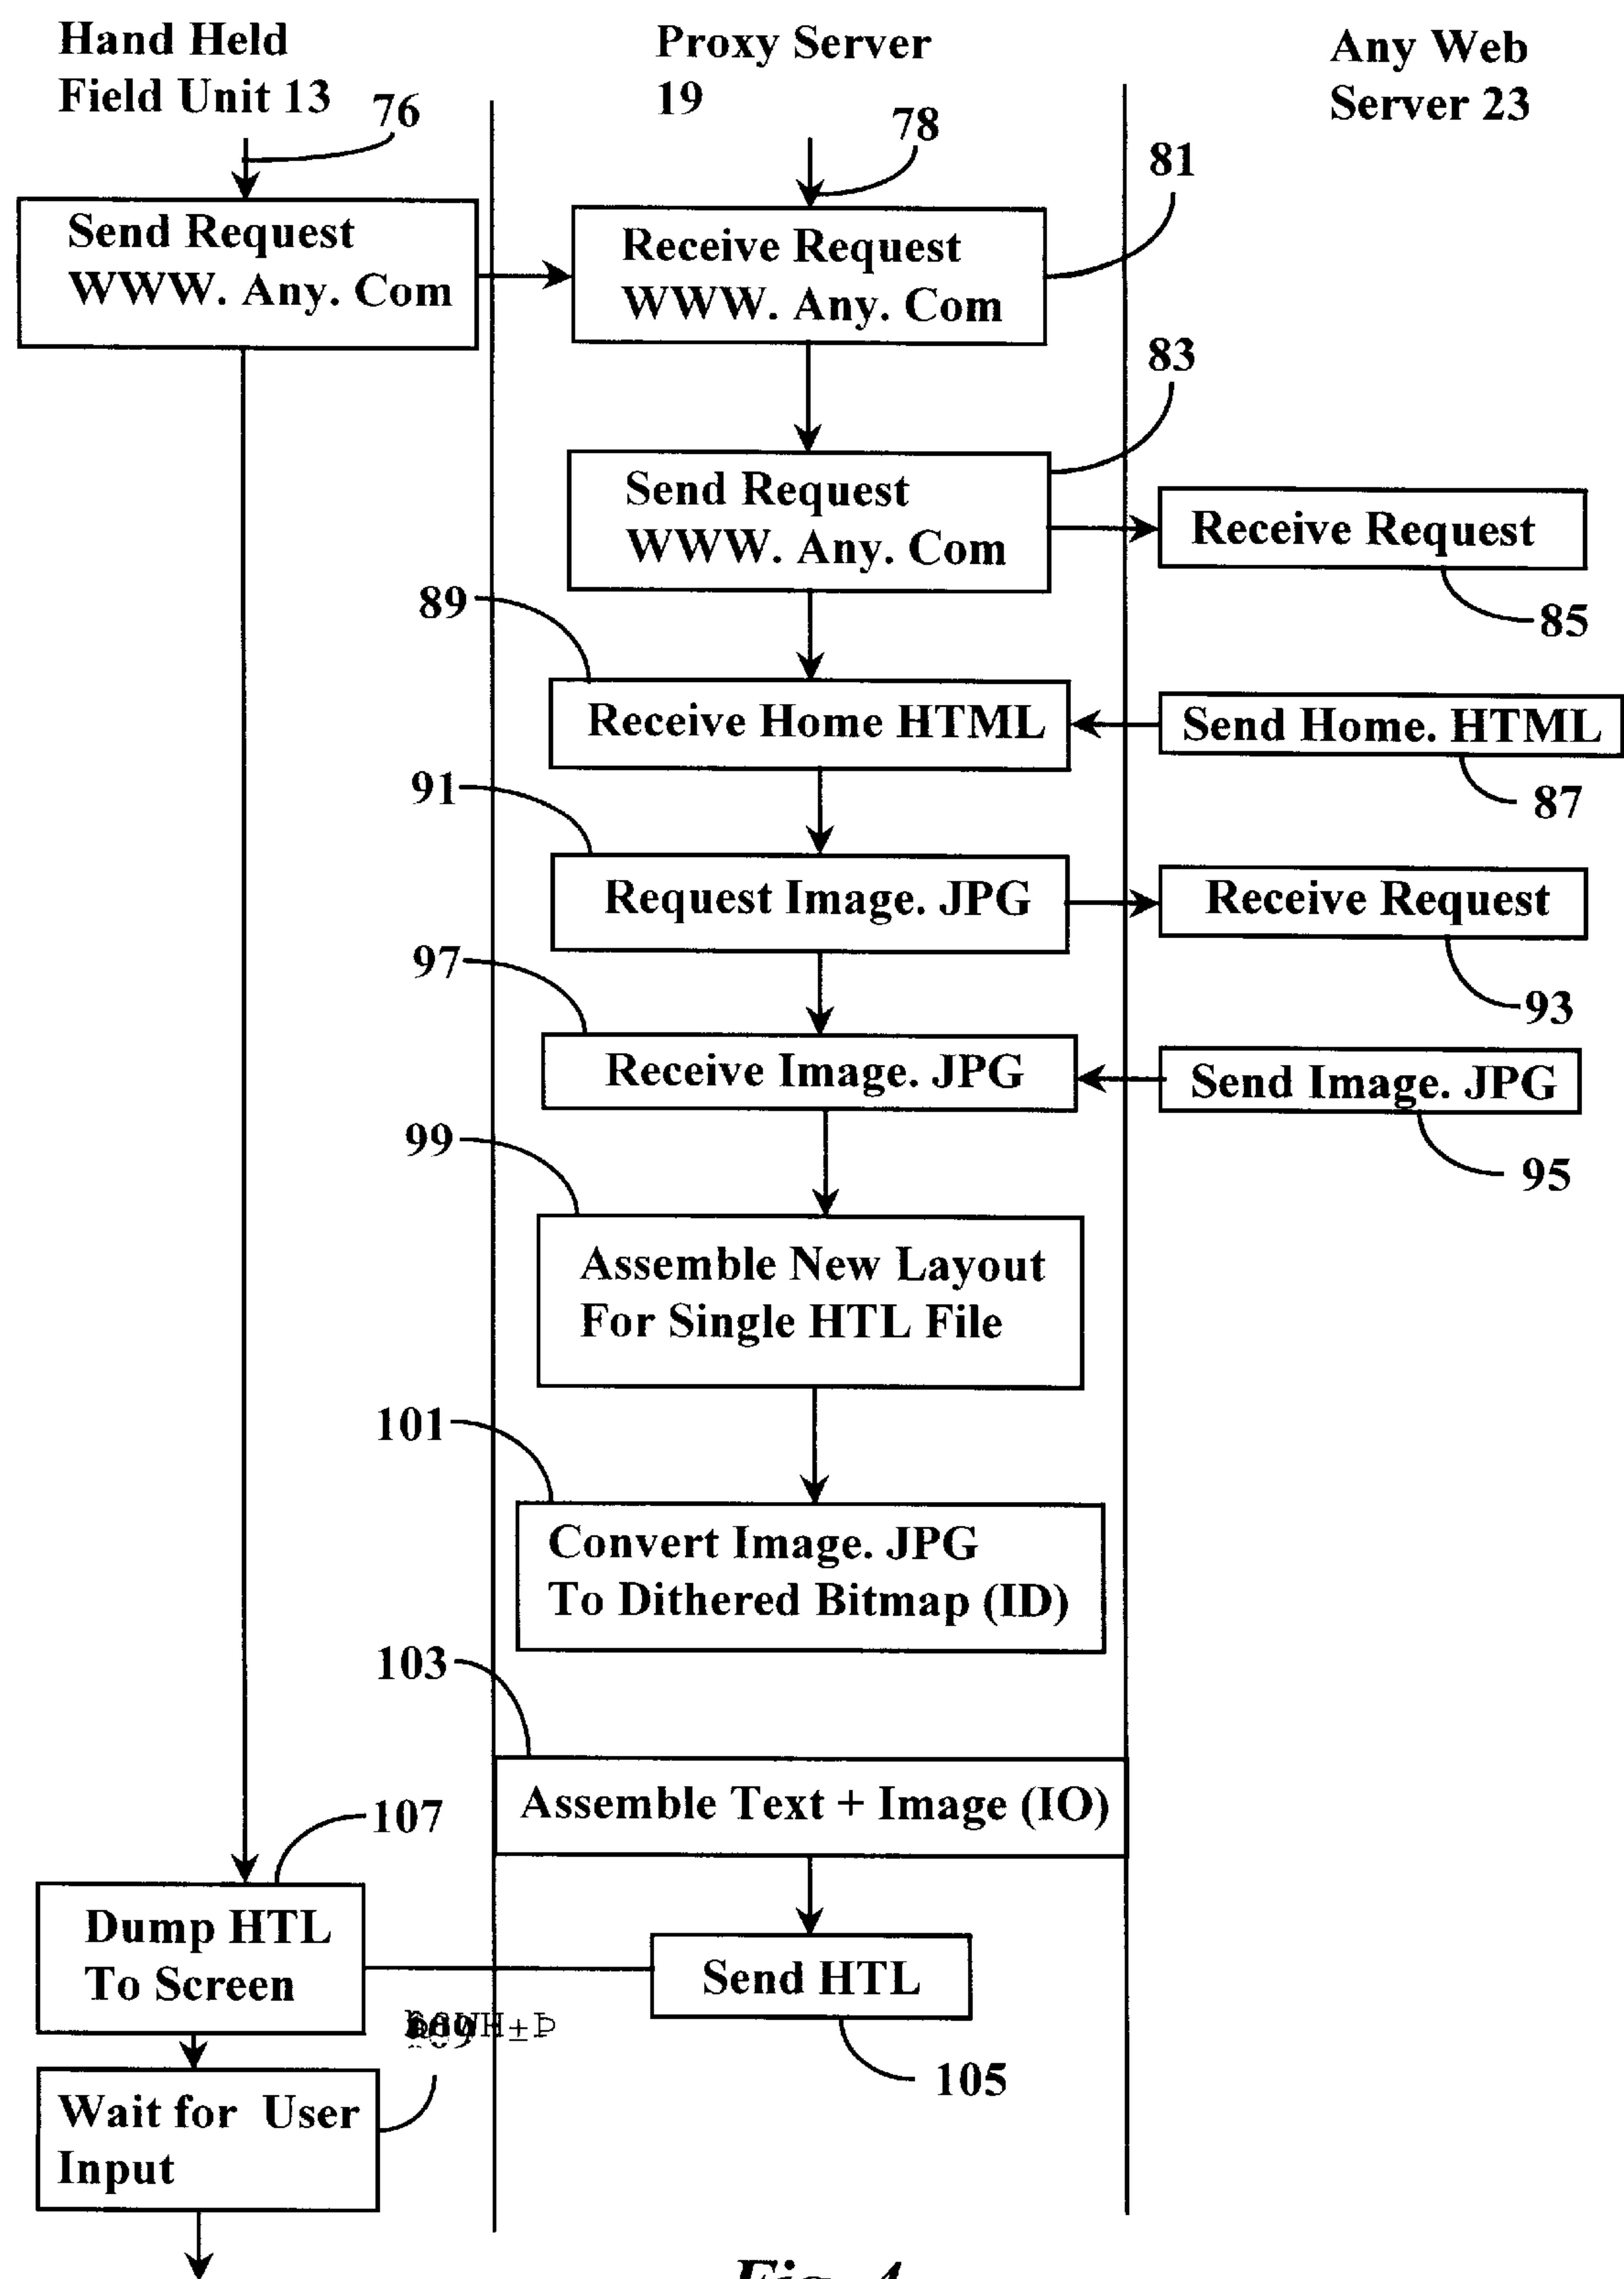 Hand Held
Field Unit 13
76
Proxy Server
19
78
Any Web
Server 23
81
Send Request
WWW. Any. Com
Receive Request
WWW. Any. Com
83
Send Request
WWW. Any. Com
Receive Request
85
89
Receive Home HTML
Send Home. HTML
87
91
Request Image. JPG
Receive Request
93
97
Receive Image. JPG
Send Image. JPG
95
99
Assemble New Layout
For Single HTL File
101
Convert Image. JPG
To Dithered Bitmap (ID)
103
Assemble Text + Image (IO)
107
Dump HTL
To Screen
Send HTL
105
Wait for User
Input
Fig. 4